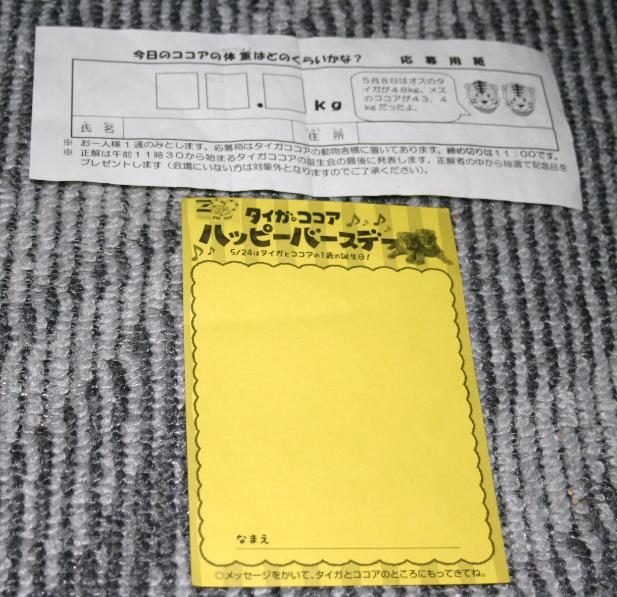 今日のココアの体重はどのくらいかな？　応募用紙
５月８日はオスのタイガが４８kg、メスのココアが４３．４kgだったよ。
. kg
氏名　住所
※ お一人様１通のみとします。応募箱はタイガココアの動物舎横に置いてあります。締め切りは１１：００です。
※ 正解は午前１１時３０から始まるタイガココアの誕生会の最後に発表します。正解者の中から抽選で記念品を
プレゼントします（会場にいない方は対象外となりますのでご了承ください）。
タイガとココア
ハッピーバースデー
5/24はタイガとココアの1歳の誕生日！
なまえ
◎メッセージをかいて、タイガとココアのところにもってきてね。